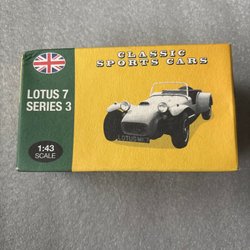 CLASSIC
SPORTS CARS
LOTUS 7
SERIES 3
1:43
SCALE